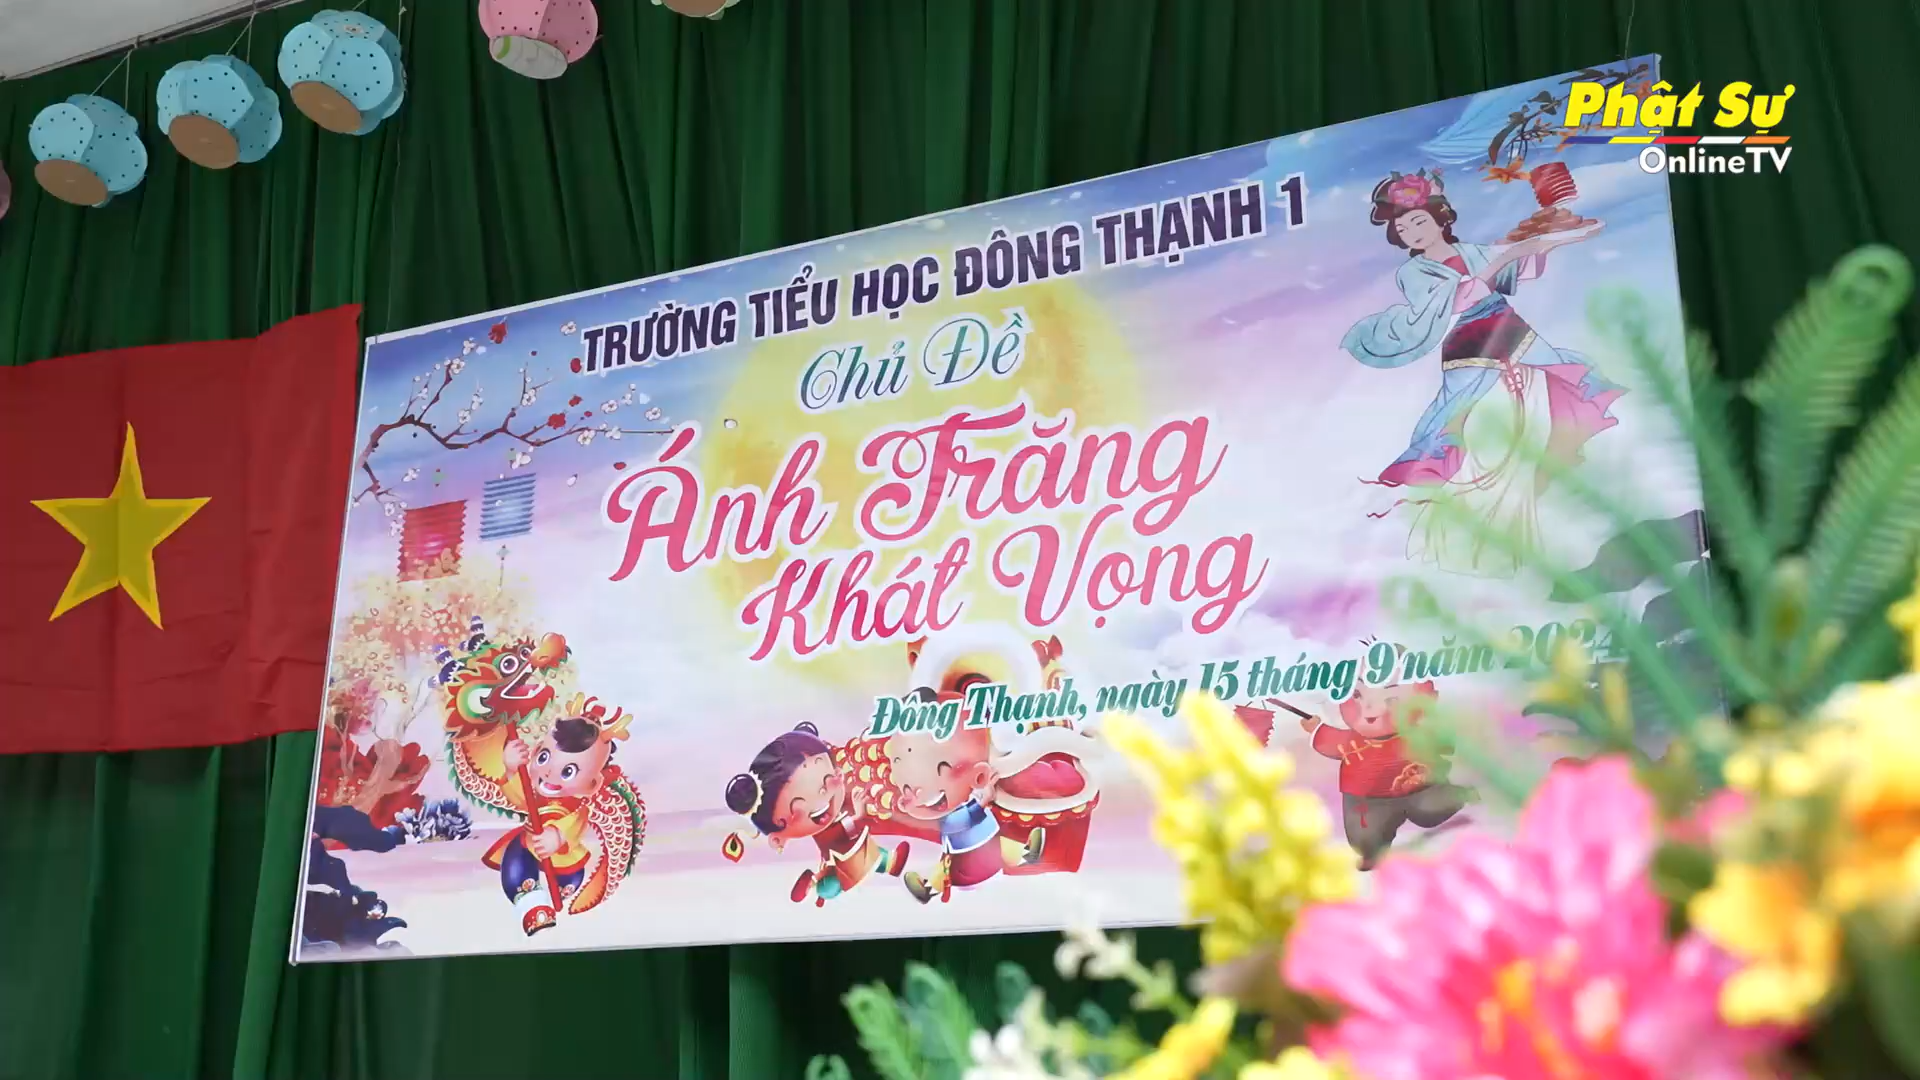 Phật Sự
OnlineTV
TRƯỜNG TIỂU HỌC ĐÔNG THẠNH 1
Chủ Đề
Ánh Trăng
Khát Vọng
Đông Thạnh, ngày 15 tháng 9 năm 2024